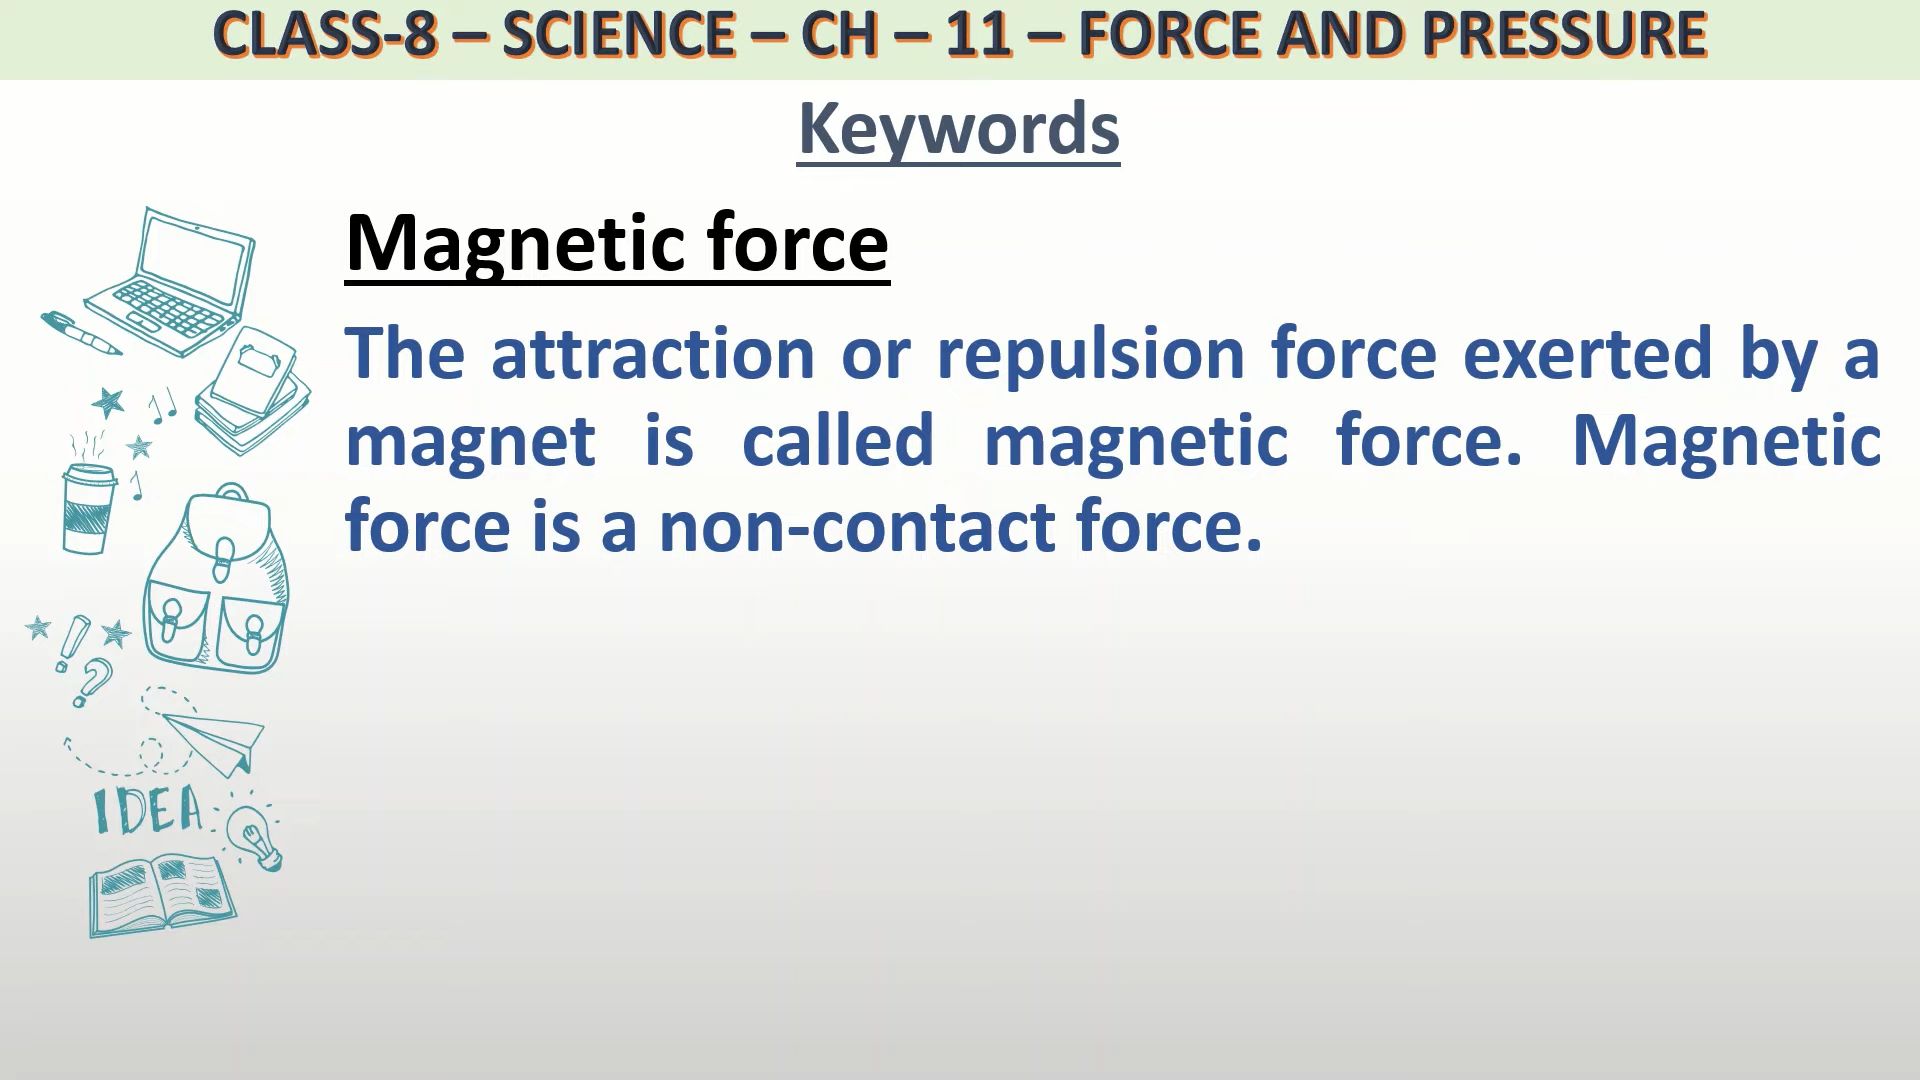 CLASS-8 – SCIENCE – CH – 11 – FORCE AND PRESSURE
Keywords
Magnetic force
The attraction or repulsion force exerted by a
magnet is called magnetic force. Magnetic
force is a non-contact force.
IDEA